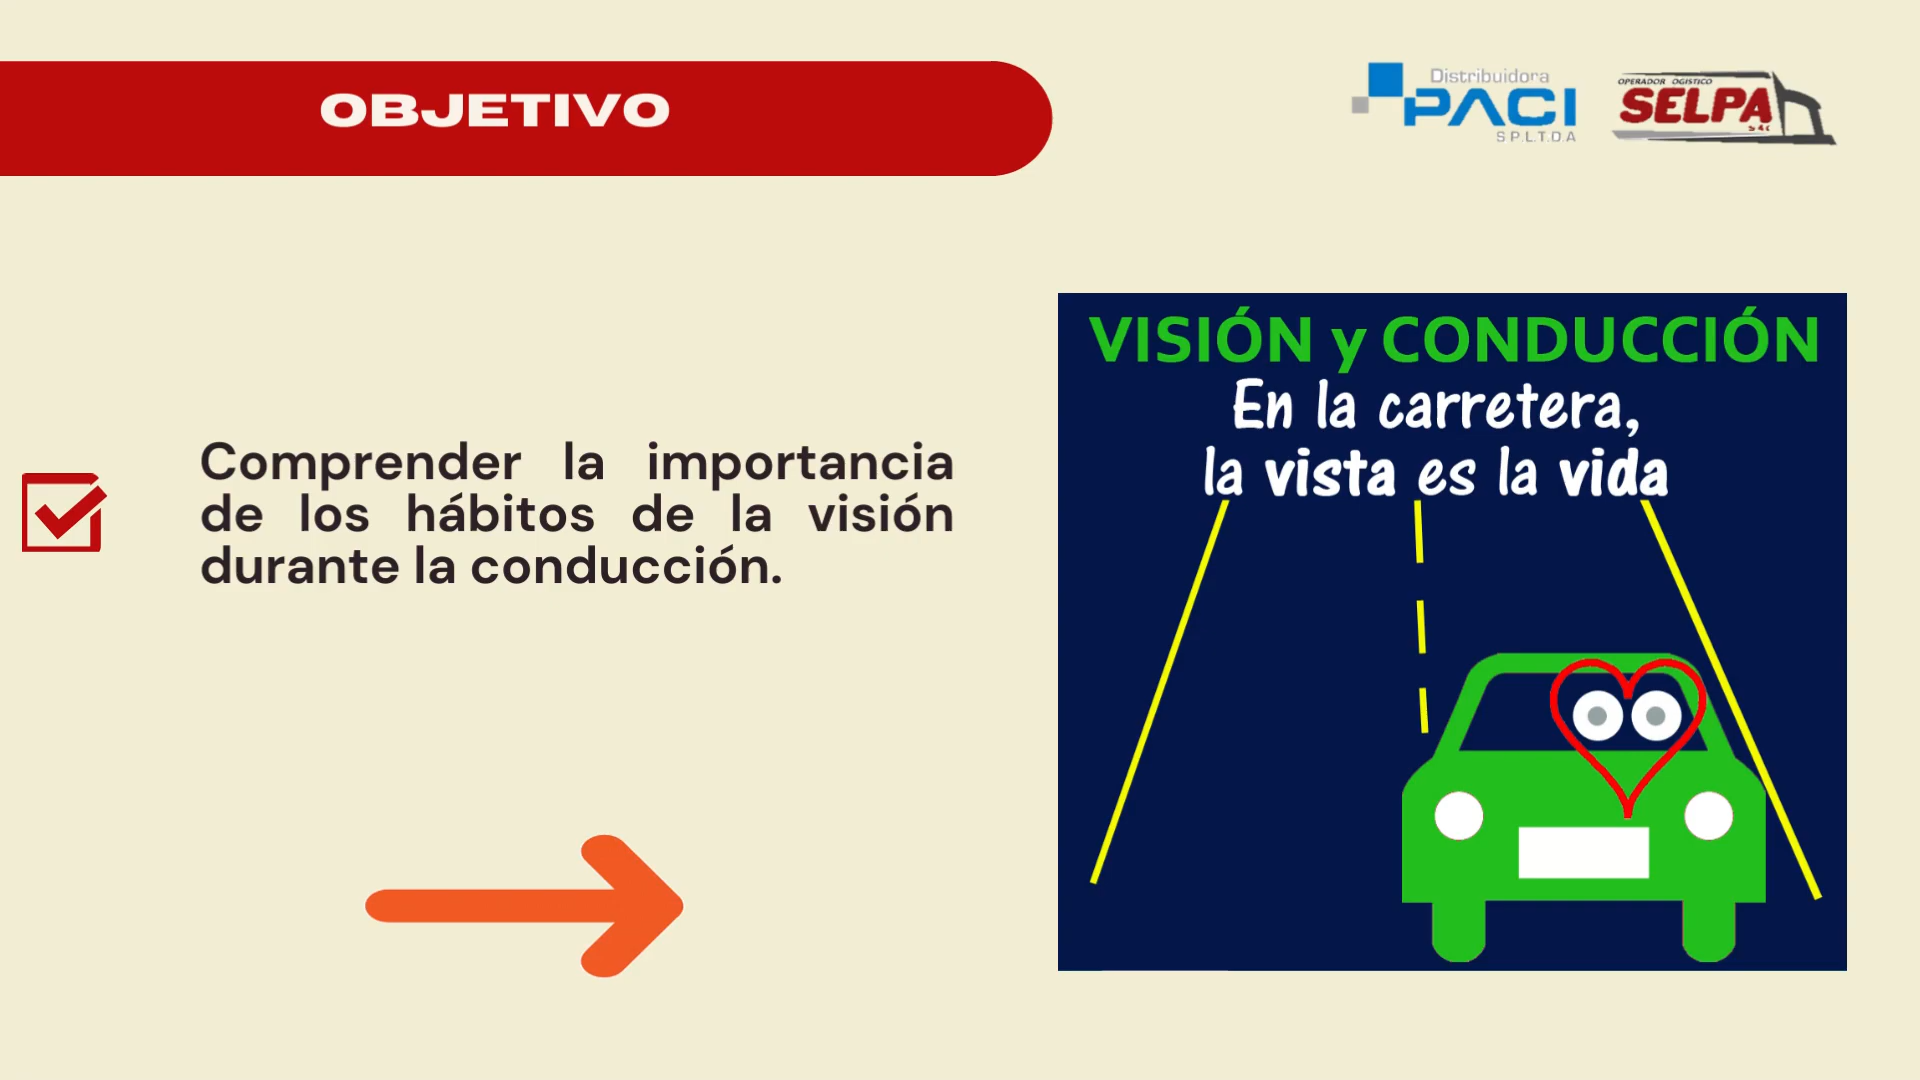 OBJETIVO
Distribuidora
PACI
S.P.L.T.D.A
OPERADOR OGISTICO
SELPA
SAC
Comprender la importancia
de los hábitos de la visión
durante la conducción.
VISIÓN y CONDUCCIÓN
En la carretera,
la vista es la vida